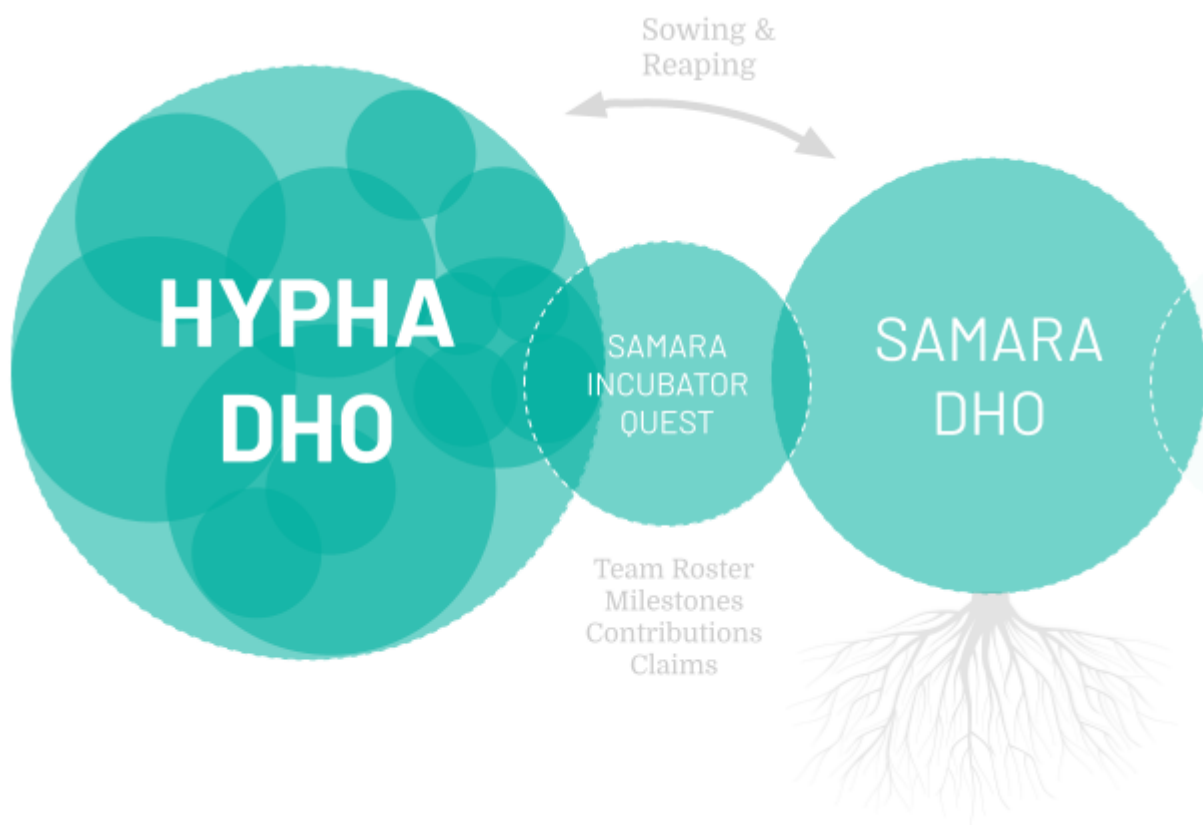 Sowing &
Reaping
HYPHA
DHO
SAMARA
INCUBATOR
QUEST
SAMARA
DHO
Team Roster
Milestones
Contributions
Claims